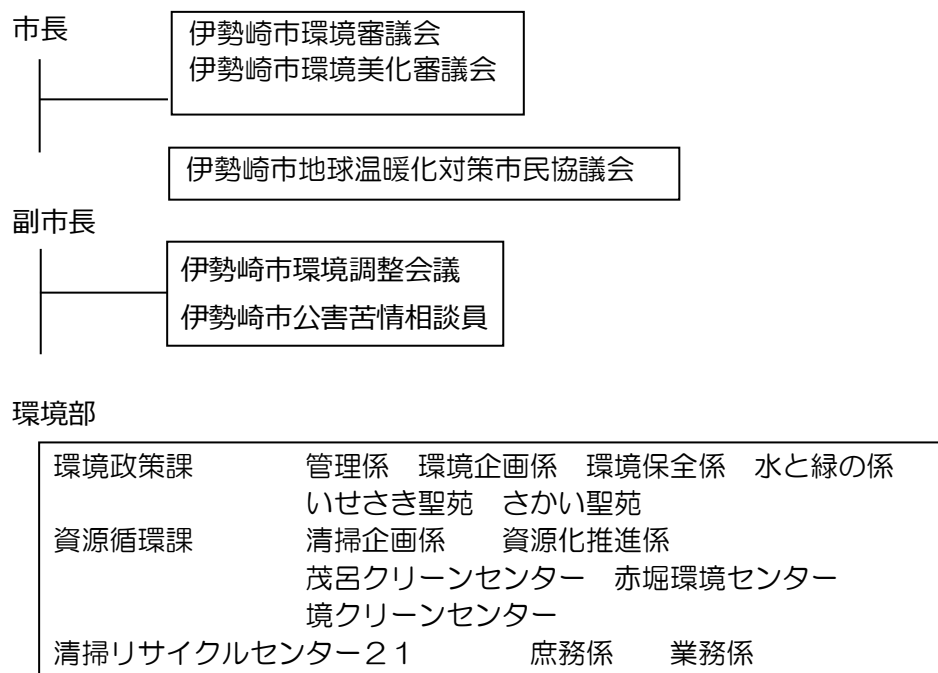 市長
伊勢崎市環境審議会
伊勢崎市環境美化審議会
伊勢崎市地球温暖化対策市民協議会
副市長
伊勢崎市環境調整会議
伊勢崎市公害苦情相談員
環境部
環境政策課 管理係 環境企画係 環境保全係 水と緑の係
いせさき聖苑 さかい聖苑
資源循環課 清掃企画係 資源化推進係
茂呂クリーンセンター 赤堀環境センター
境クリーンセンター
清掃リサイクルセンター２１ 庶務係 業務係